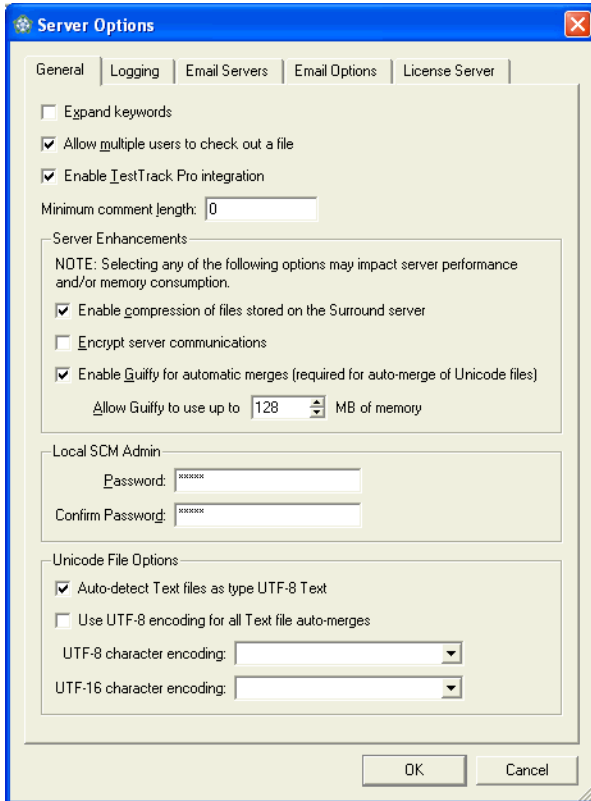 Server Options
General Logging Email Servers Email Options License Server
Expand keywords
Allow multiple users to check out a file
Enable TestTrack Pro integration
Minimum comment length: 0
Server Enhancements
NOTE: Selecting any of the following options may impact server performance
and/or memory consumption.
Enable compression of files stored on the Surround server
Encrypt server communications
Enable Guiffy for automatic merges (required for auto-merge of Unicode files)
Allow Guiffy to use up to 128 MB of memory
Local SCM Admin
Password: *****
Confirm Password: *****
Unicode File Options
Auto-detect Text files as type UTF-8 Text
Use UTF-8 encoding for all Text file auto-merges
UTF-8 character encoding:
UTF-16 character encoding:
OK Cancel